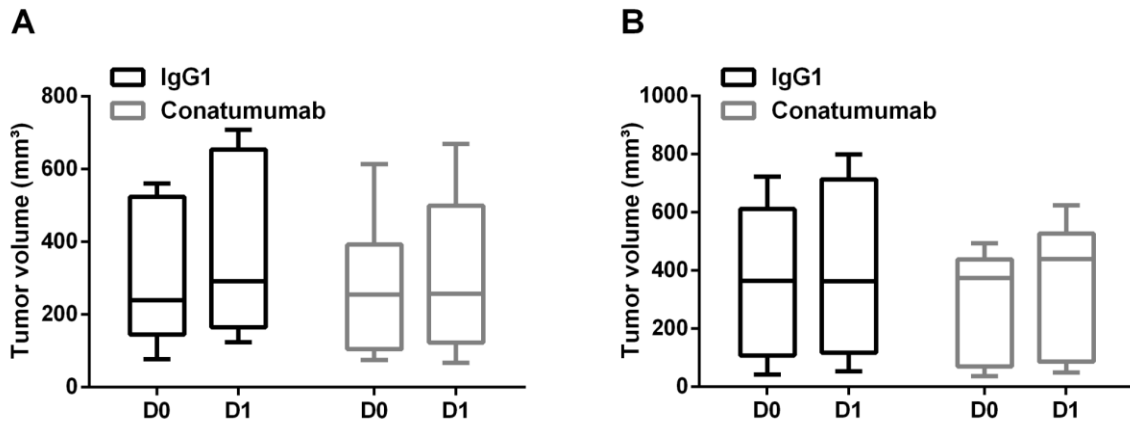 A
IgG1
Conatumumab
Tumor volume (mm³)
800
600
400
200
0
D0 D1 D0 D1
B
IgG1
Conatumumab
Tumor volume (mm³)
1000
800
600
400
200
0
D0 D1 D0 D1